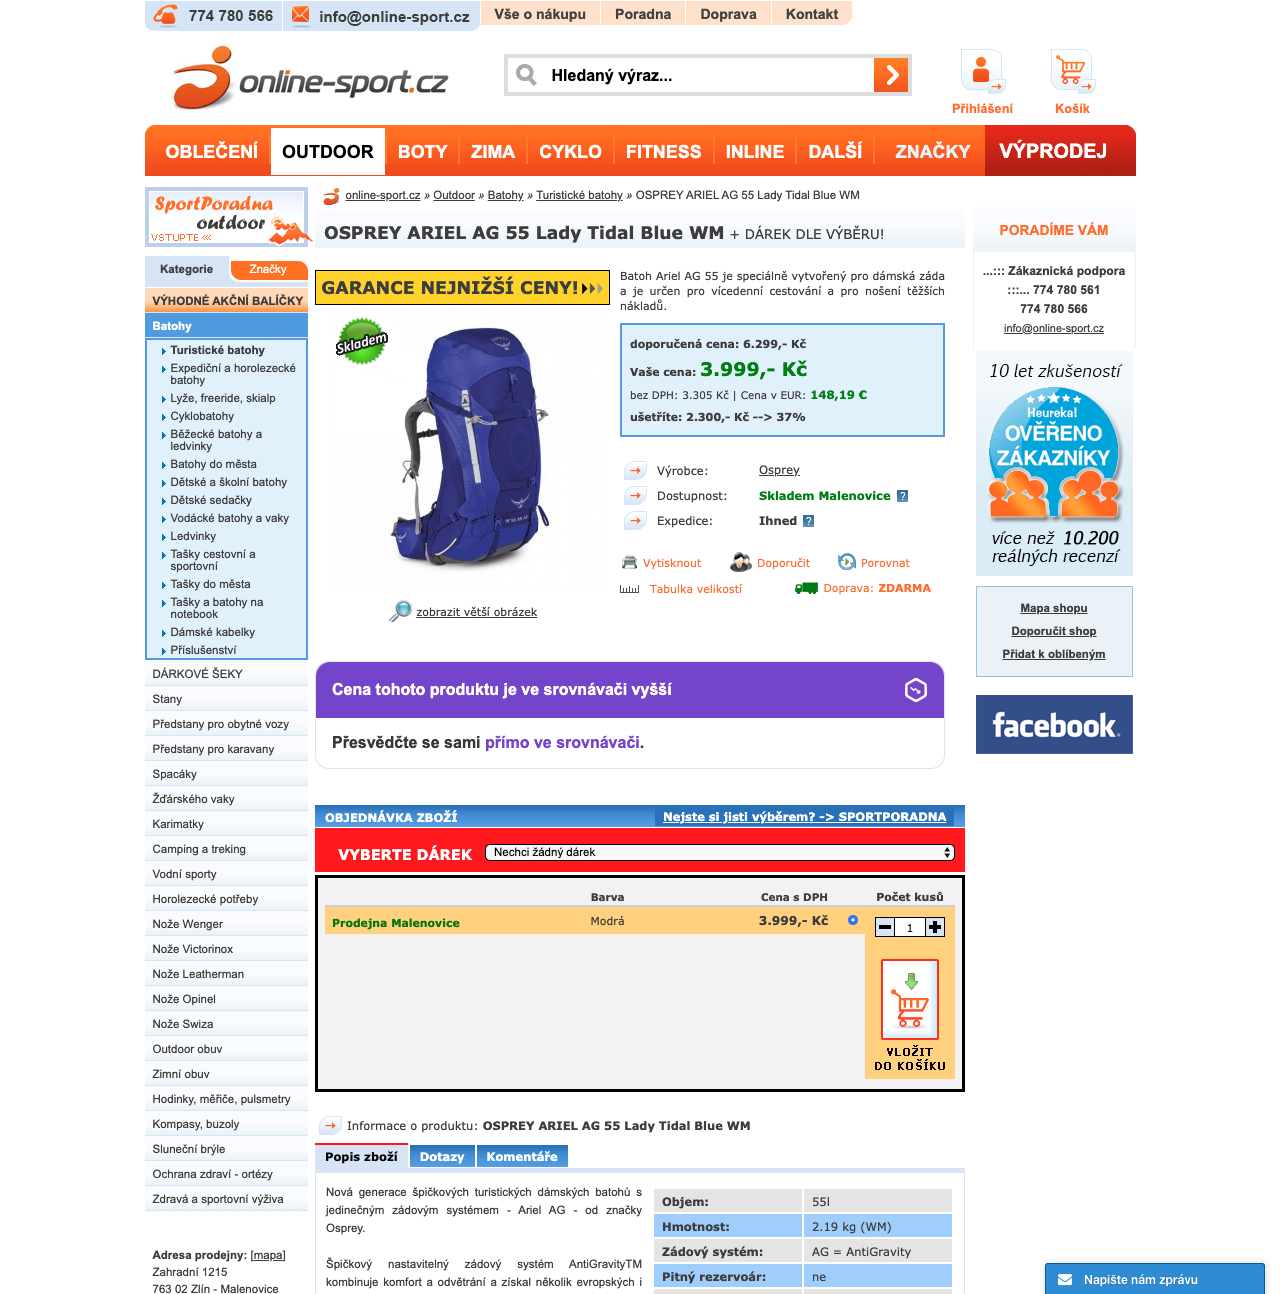 774 780 566
info@online-sport.cz
Vše o nákupu
Poradna
Doprava
Kontakt
online-sport.cz
Hledaný výraz...
Přihlášení
Košík
OBLEČENÍ
OUTDOOR
BOTY
ZIMA
CYKLO
FITNESS
INLINE
DALŠÍ
ZNAČKY
VÝPRODEJ
SportPoradna
outdoor
VSTUPTE <<<
Kategorie
Značky
VÝHODNÉ AKČNÍ BALÍČKY
Batohy
Turistické batohy
Expediční a horolezecké
batohy
Lyže, freeride, skialp
Cyklobatohy
Běžecké batohy a
ledvinky
Batohy do města
Dětské a školní batohy
Dětské sedačky
Vodácké batohy a vaky
Ledvinky
Tašky cestovní a
sportovní
Tašky do města
Tašky a batohy na
notebook
Dámské kabelky
Příslušenství
DÁRKOVÉ ŠEKY
Stany
Předstany pro obytné vozy
Předstany pro karavany
Spacáky
Žďárského vaky
Karimatky
Camping a treking
Vodní sporty
Horolezecké potřeby
Nože Wenger
Nože Victorinox
Nože Leatherman
Nože Opinel
Nože Swiza
Outdoor obuv
Zimní obuv
Hodinky, měřiče, pulsmetry
Kompasy, buzoly
Sluneční brýle
Ochrana zdraví - ortézy
Zdravá a sportovní výživa
Adresa prodejny: [mapa]
Zahradní 1215
763 02 Zlín - Malenovice
online-sport.cz » Outdoor » Batohy » Turistické batohy » OSPREY ARIEL AG 55 Lady Tidal Blue WM
OSPREY ARIEL AG 55 Lady Tidal Blue WM + DÁREK DLE VÝBĚRU!
GARANCE NEJNIŽŠÍ CENY!
Skladem
zobrazit větší obrázek
Batoh Ariel AG 55 je speciálně vytvořený pro dámská záda
a je určen pro vícedenní cestování a pro nošení těžších
nákladů.
doporučená cena: 6.299,- Kč
Vaše cena: 3.999,- Kč
bez DPH: 3.305 Kč | Cena v EUR: 148,19 €
ušetříte: 2.300,- Kč --> 37%
Výrobce: Osprey
Dostupnost: Skladem Malenovice ?
Expedice: Ihned ?
Vytisknout
Doporučit
Porovnat
Tabulka velikostí
Doprava: ZDARMA
Cena tohoto produktu je ve srovnávači vyšší
Přesvědčte se sami přímo ve srovnávači.
OBJEDNÁVKA ZBOŽÍ
Nejste si jisti výběrem? -> SPORTPORADNA
VYBERTE DÁREK
Nechci žádný dárek
Barva
Cena s DPH
Počet kusů
Prodejna Malenovice
Modrá
3.999,- Kč
1
VLOŽIT
DO KOŠÍKU
Informace o produktu: OSPREY ARIEL AG 55 Lady Tidal Blue WM
Popis zboží
Dotazy
Komentáře
Nová generace špičkových turistických dámských batohů s
jedinečným zádovým systémem - Ariel AG - od značky
Osprey.
Špičkový nastavitelný zádový systém AntiGravityTM
kombinuje komfort a odvětrání a získal několik evropských i
Objem: 55l
Hmotnost: 2.19 kg (WM)
Zádový systém: AG = AntiGravity
Pitný rezervoár: ne
PORADÍME VÁM
...::: Zákaznická podpora
:::... 774 780 561
774 780 566
info@online-sport.cz
10 let zkušeností
Heureka!
OVĚŘENO
ZÁKAZNÍKY
více než 10.200
reálných recenzí
Mapa shopu
Doporučit shop
Přidat k oblíbeným
facebook.
Napište nám zprávu